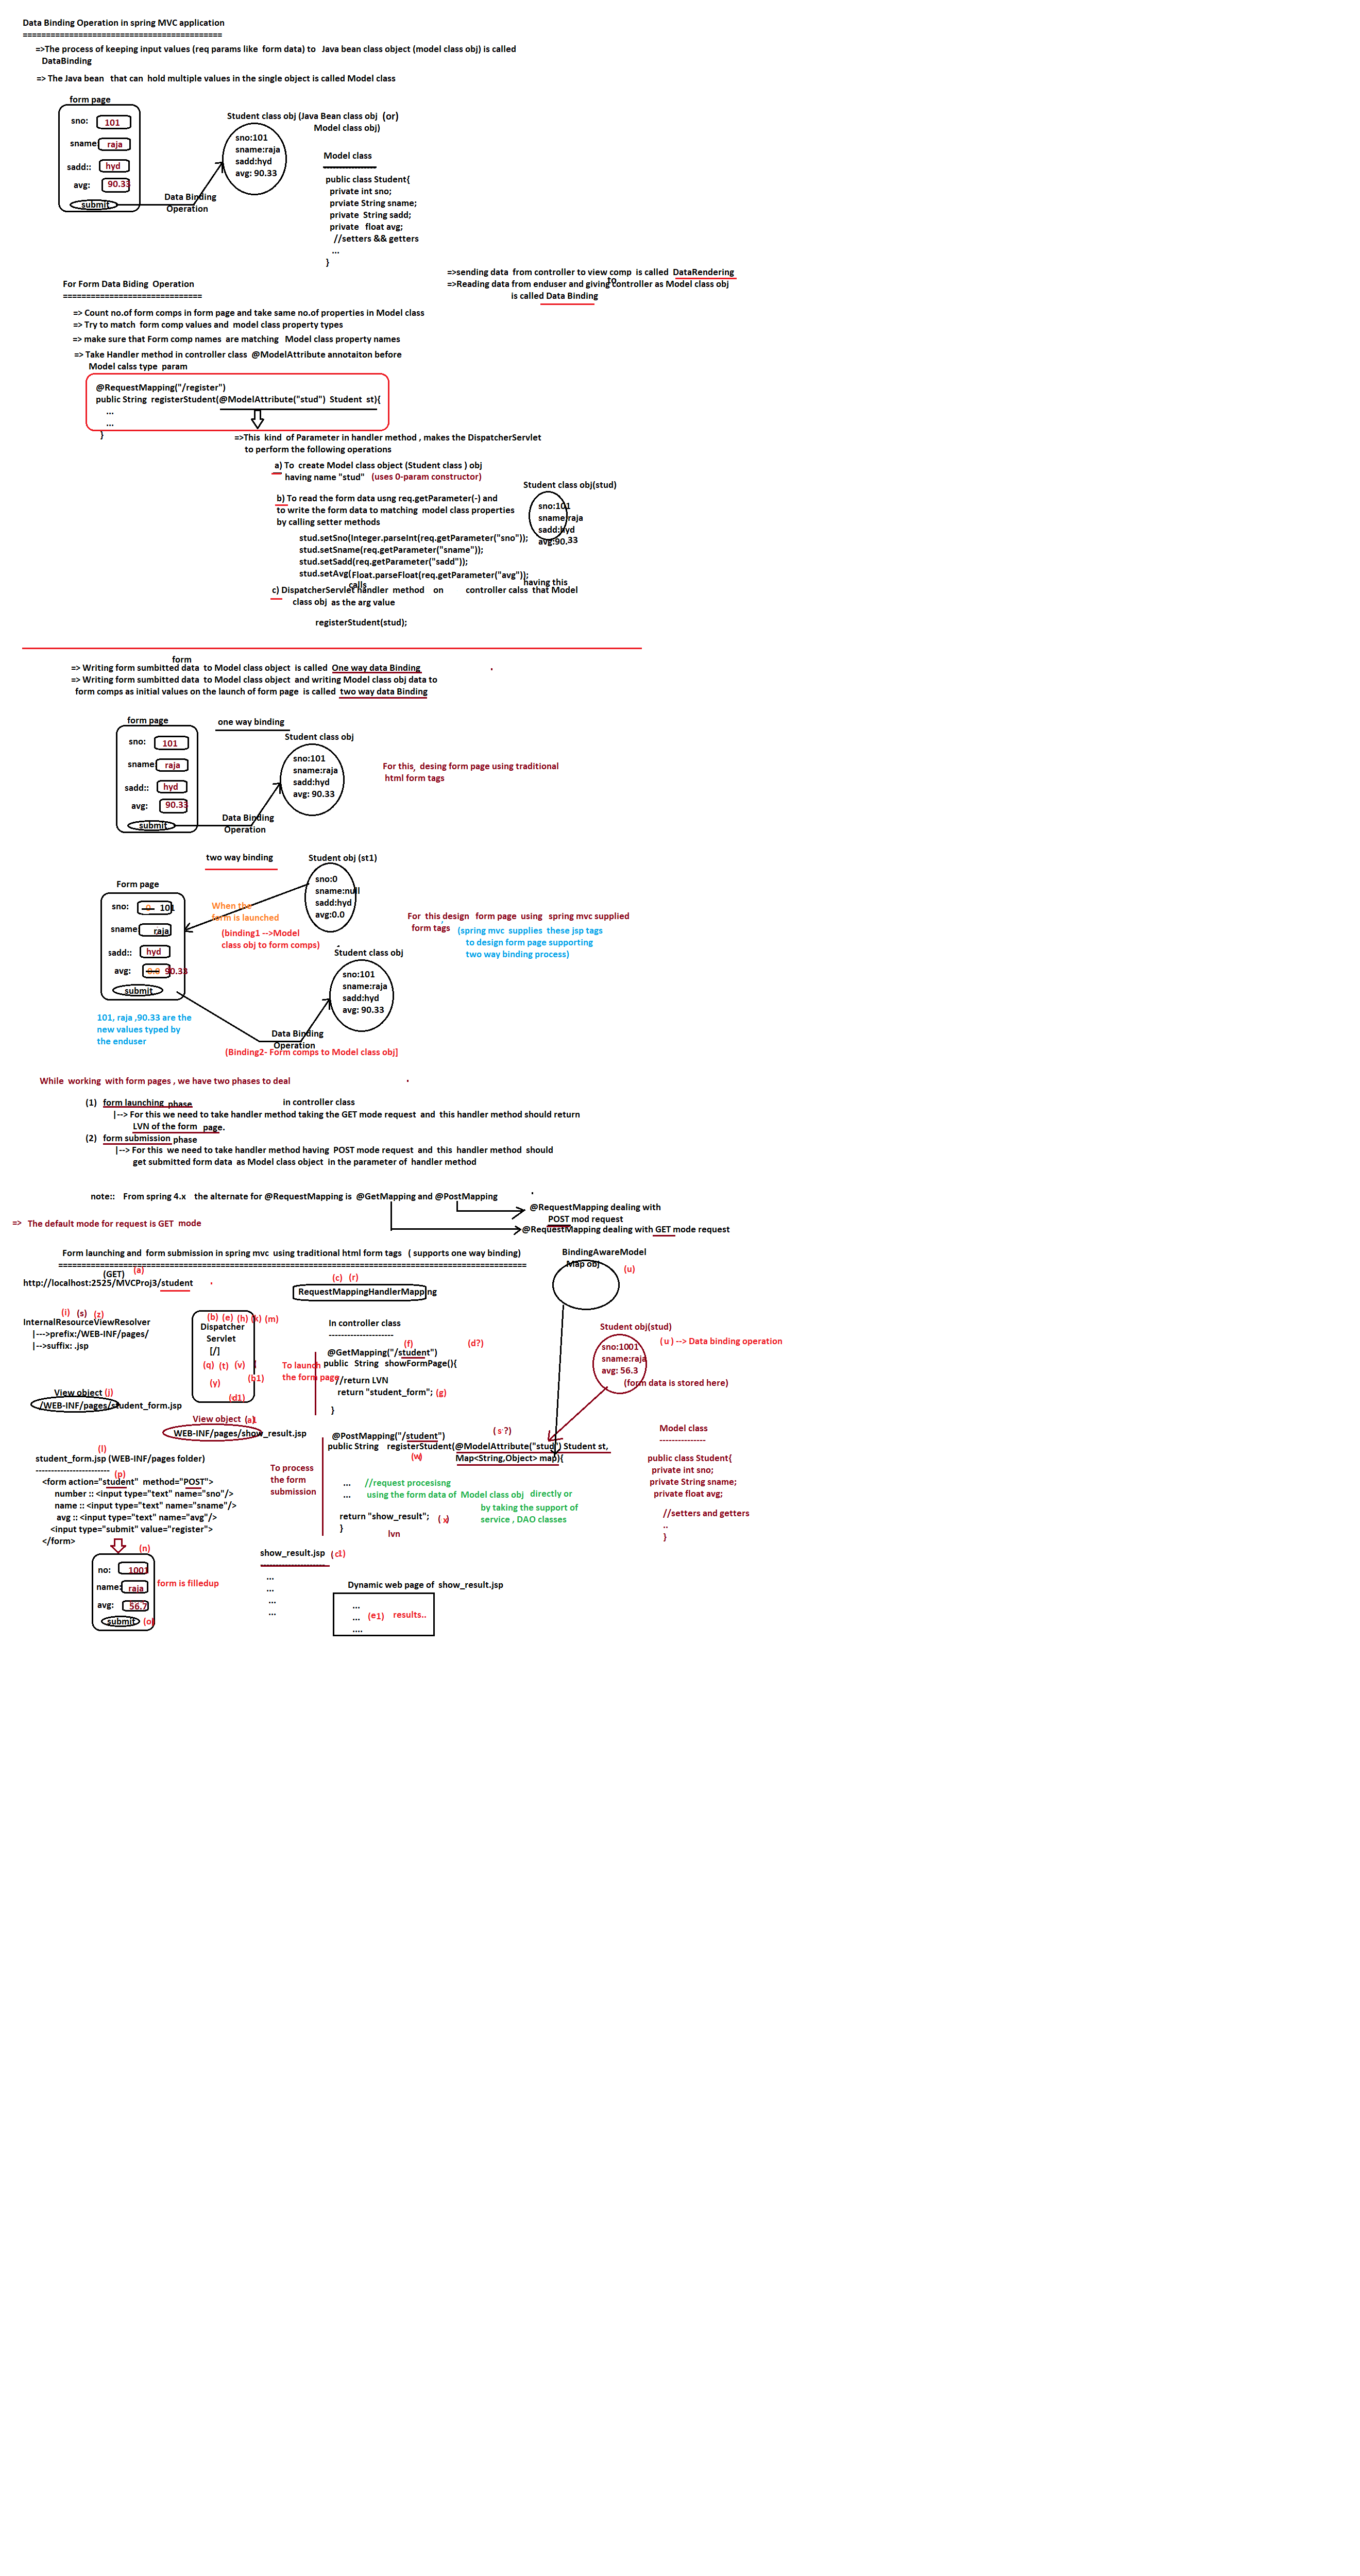 Data Binding Operation in spring MVC application
===========================================
=>The process of keeping input values (req params like form data) to Java bean class object (model class obj) is called
DataBinding
=> The Java bean that can hold multiple values in the single object is called Model class
form page
sno: 101
sname raja
sadd:: hyd
avg: 90.33
submit
Data Binding
Operation
Student class obj (Java Bean class obj (or)
Model class obj)
sno:101
sname:raja
sadd:hyd
avg: 90.33
Model class
public class Student{
private int sno;
prvate String sname;
private String sadd;
private float avg;
//setters && getters
...
}
=>sending data from controller to view comp is called DataRendering
to
=>Reading data from enduser and giving controller as Model class obj
is called Data Binding
For Form Data Biding Operation
==============================
=> Count no.of form comps in form page and take same no.of properties in Model class
=> Try to match form comp values and model class property types
=> make sure that Form comp names are matching Model class property names
=> Take Handler method in controller class @ModelAttribute annotaiton before
Model calss type param
@RequestMapping("/register")
public String registerStudent(@ModelAttribute("stud") Student st){
...
...
}
=>This kind of Parameter in handler method , makes the DispatcherServlet
to perform the following operations
a) To create Model class object (Student class ) obj
having name "stud" (uses 0-param constructor)
b) To read the form data usng req.getParameter(-) and
to write the form data to matching model class properties
by calling setter methods
Student class obj(stud)
sno:101
sname:raja
sadd:hyd
avg:90.33
stud.setSno(Integer.parseInt(req.getParameter("sno"));
stud.setSname(req.getParameter("sname"));
stud.setSadd(req.getParameter("sadd"));
stud.setAvg(Float.parseFloat(req.getParameter("avg"));
calls
having this
c) DispatcherServlet handler method on controller calss that Model
class obj as the arg value
registerStudent(stud);
form
=> Writing form sumbitted data to Model class object is called One way data Binding
=> Writing form sumbitted data to Model class object and writing Model class obj data to
form comps as initial values on the launch of form page is called two way data Binding
form page
one way binding
Student class obj
sno: 101
sname raja
sadd:: hyd
avg: 90.33
submit
sno:101
sname:raja
sadd:hyd
avg: 90.33
Data Binding
Operation
For this, desing form page using traditional
html form tags
two way binding
Student obj (st1)
sno:0
sname:null
sadd:hyd
avg:0.0
Form page
sno: 0 101
sname raja
sadd:: hyd
avg: 0.0 90.33
submit
When the
form is launched
(binding1 -->Model
class obj to form comps)
For this design form page using spring mvc supplied
form tags (spring mvc supplies these jsp tags
to design form page supporting
two way binding process)
Student class obj
sno:101
sname:raja
sadd:hyd
avg: 90.33
101, raja ,90.33 are the
new values typed by
the enduser
Data Binding
Operation
(Binding2- Form comps to Model class obj]
While working with form pages , we have two phases to deal
(1) form launching phase in controller class
|--> For this we need to take handler method taking the GET mode request and this handler method should return
LVN of the form page.
(2) form submission phase
|--> For this we need to take handler method having POST mode request and this handler method should
get submitted form data as Model class object in the parameter of handler method
note:: From spring 4.x the alternate for @RequestMapping is @GetMapping and @PostMapping
@RequestMapping dealing with
POST mod request
@RequestMapping dealing with GET mode request
=> The default mode for request is GET mode
Form launching and form submission in spring mvc using traditional html form tags ( supports one way binding)
=====================================================================================================
(GET) (a)
http://localhost:2525/MVCProj3/student
BindingAwareModel
Map obj (u)
(c) (r)
RequestMappingHandlerMapping
(i) (s) (z)
InternalResourceViewResolver
|--->prefix:/WEB-INF/pages/
|-->suffix: .jsp
(b) (e) (h) (k) (m)
Dispatcher
Servlet
[/]
(q) (t) (v)
(y) (b1)
(d1)
In controller class
---------------------
(f) (d?)
@GetMapping("/student")
public String showFormPage(){
//return LVN
return "student_form"; (g)
}
To launch
the form page
Student obj(stud)
sno:1001
sname:raja
avg: 56.3
(u ) --> Data binding operation
(form data is stored here)
View object (j)
/WEB-INF/pages/student_form.jsp
View object (a1
WEB-INF/pages/show_result.jsp
(s ?)
@PostMapping("/student")
public String registerStudent(@ModelAttribute("stud") Student st,
(w) Map<String,Object> map){
... //request procesisng
... using the form data of Model class obj directly or
by taking the support of
service , DAO classes
return "show_result"; ( x)
}
lvn
To process
the form
submission
Model class
---------------
public class Student{
private int sno;
private String sname;
private float avg;
//setters and getters
..
}
(l)
student_form.jsp (WEB-INF/pages folder)
------------------------ (p)
<form action="student" method="POST">
number :: <input type="text" name="sno"/>
name :: <input type="text" name="sname"/>
avg :: <input type="text" name="avg"/>
<input type="submit" value="register">
</form>
(n)
no: 1001
name: raja
avg: 56.7
submit (o)
form is filledup
show_result.jsp (c1)
---------------------
...
...
...
...
Dynamic web page of show_result.jsp
...
... (e1) results..
....